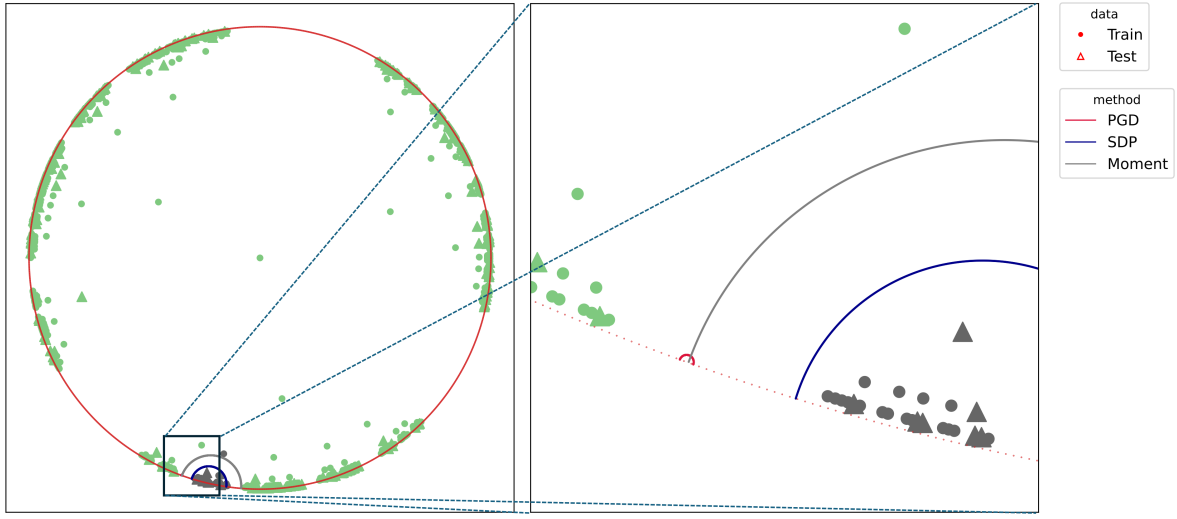 data
Train
Test
method
PGD
SDP
Moment